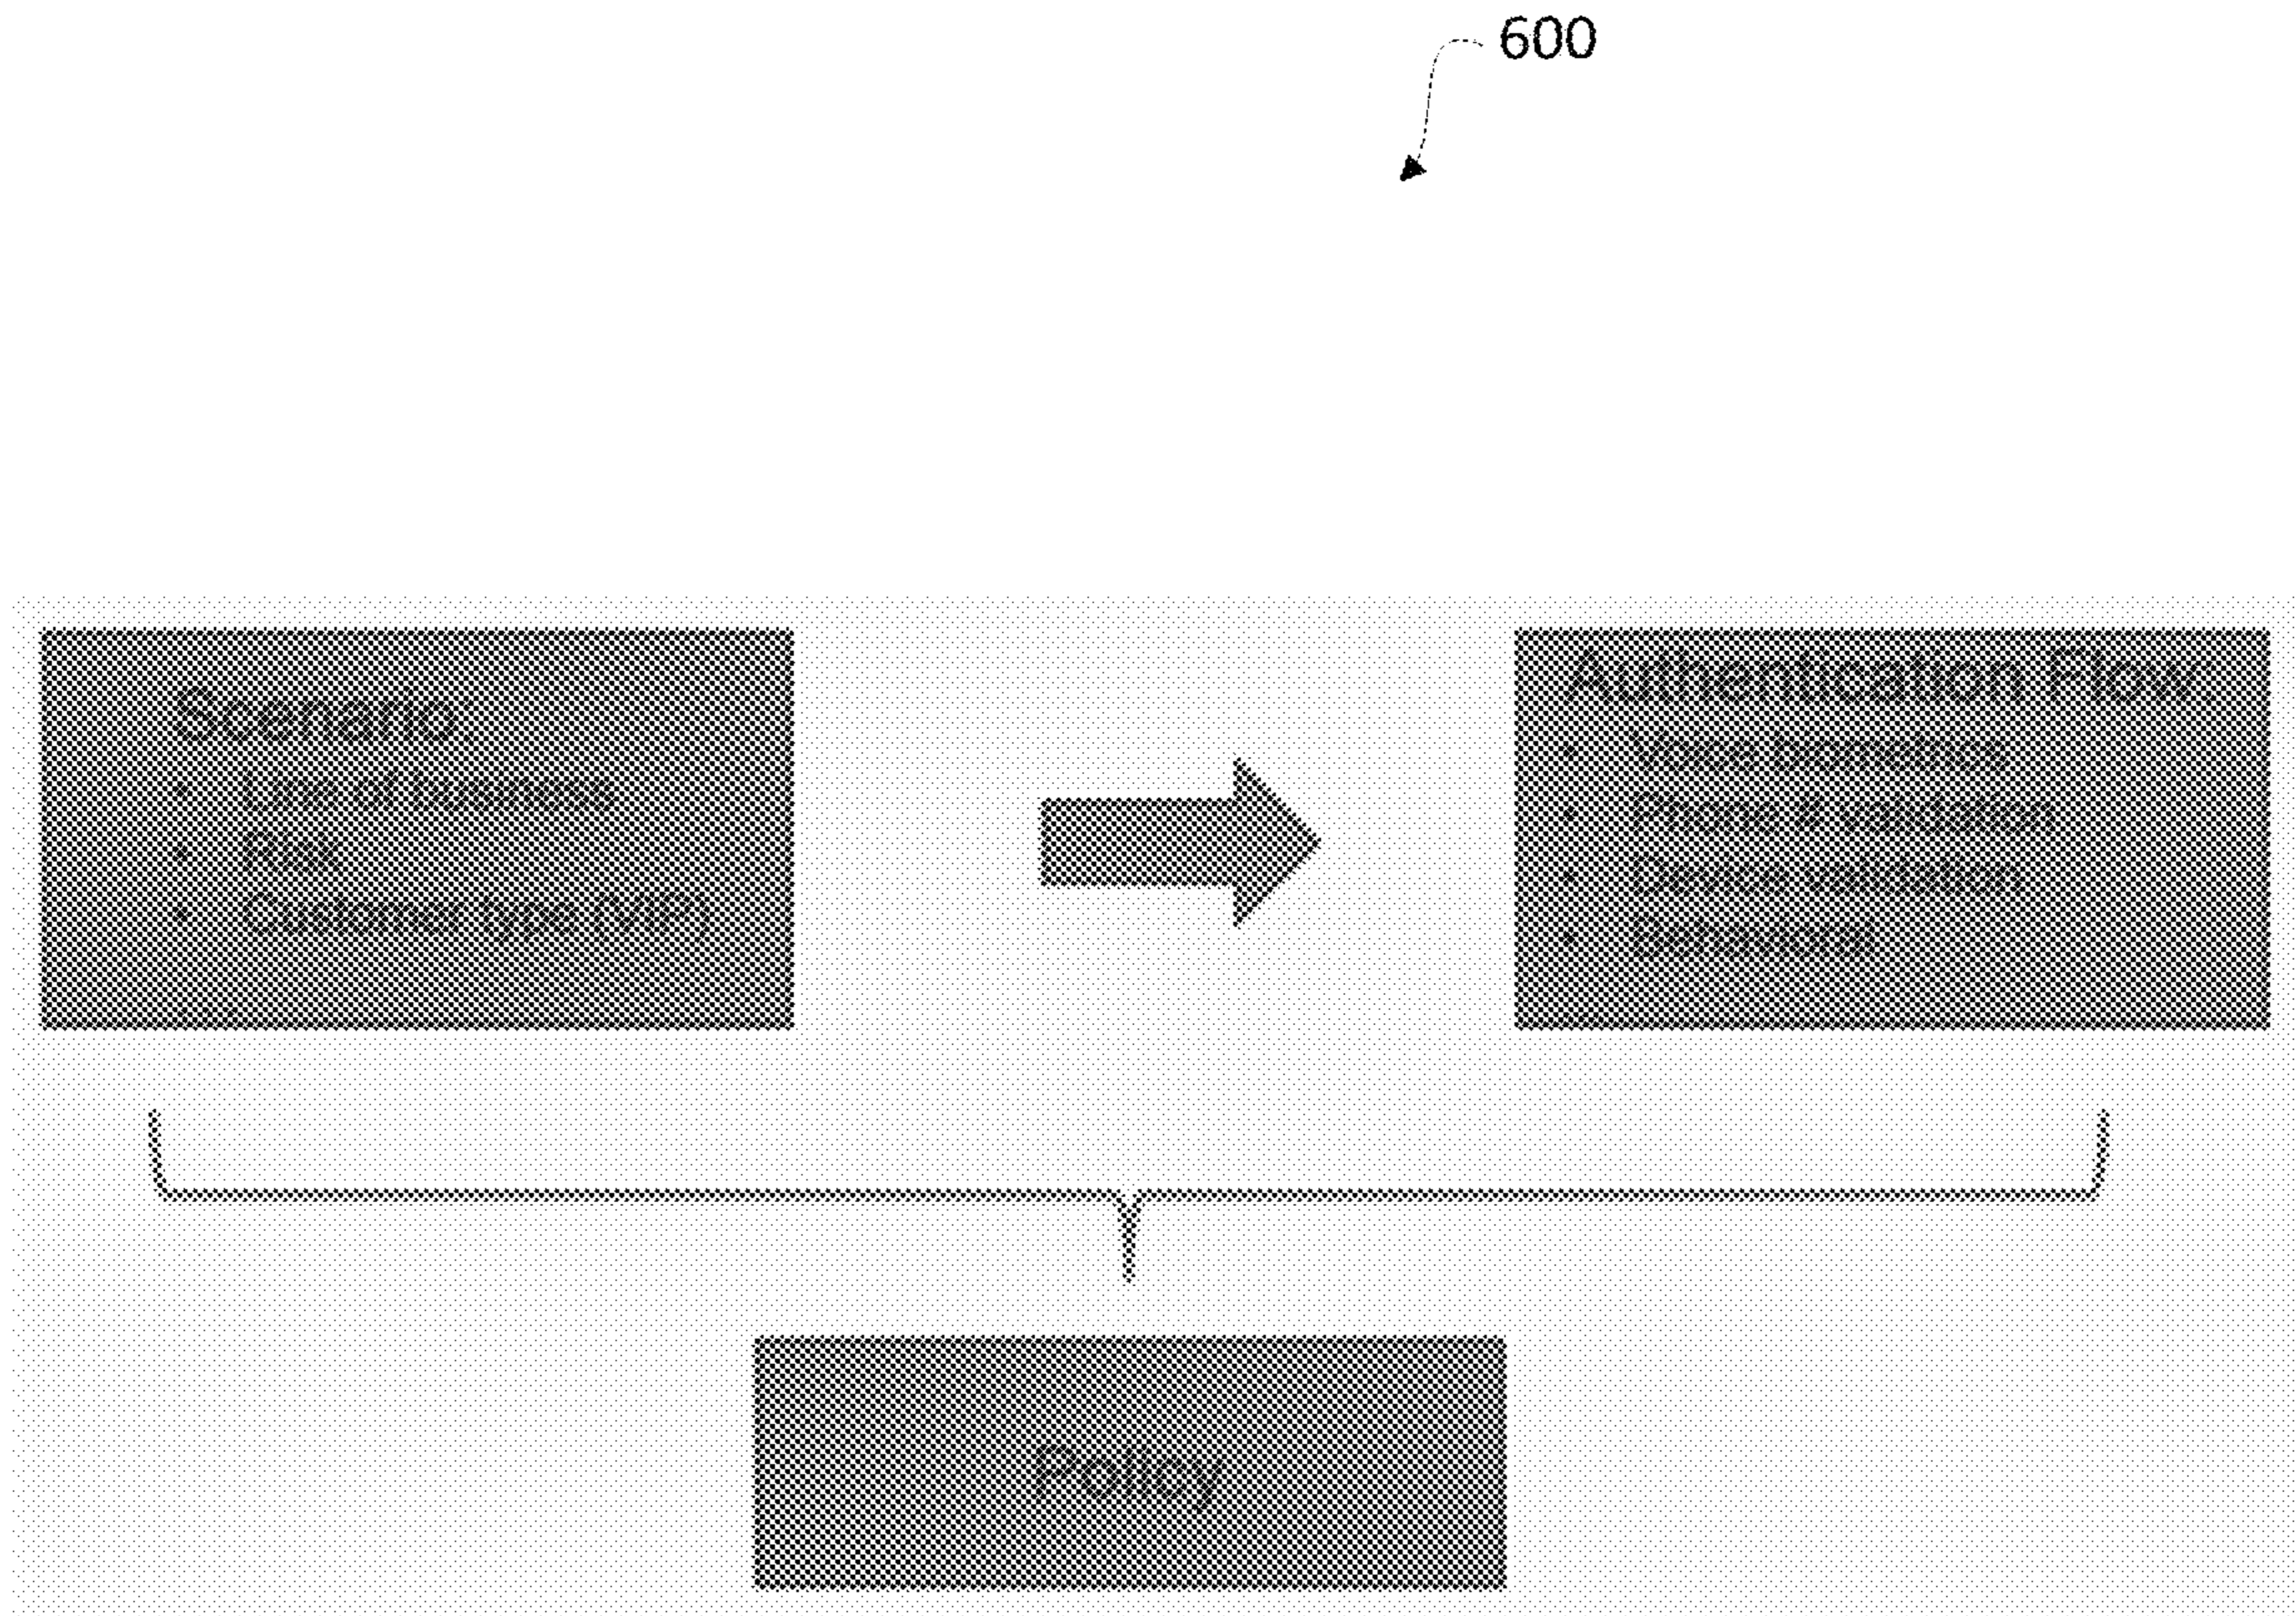 600
Scenario
• Line of business
• Risk
• Customer type (VIP)
Authentication Flow
• Voice biometrics
• Phone # validation
• Device validation
• Behavioral
Policy